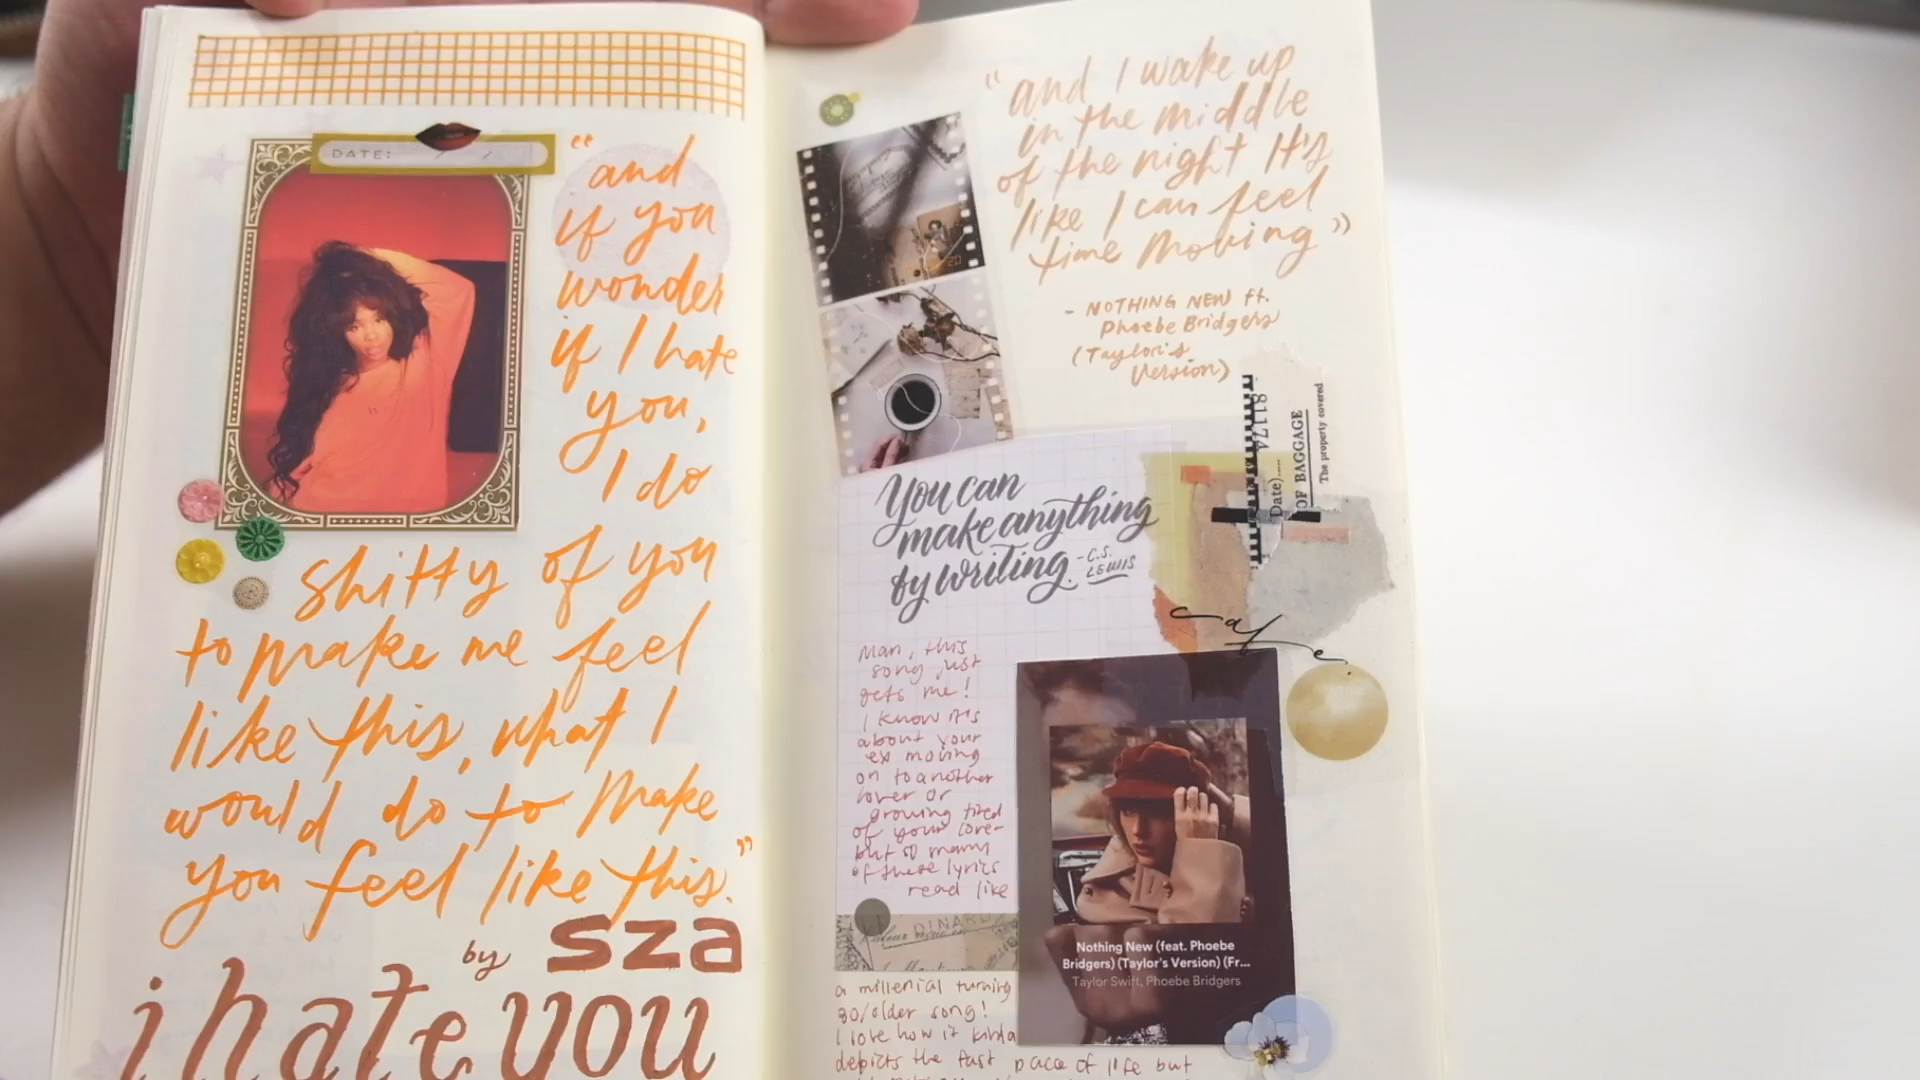 DATE:
"and
if you
wonder
if I hate
you,
I do
shitty of you
to make me feel
like this, what I
would do to make
you feel like this."
by sza
i hate you
"and I wake up
in the middle
of the night It's
like I can feel
time moving"
- NOTHING NEW ft.
Phoebe Bridgers
(Taylor's
Version)
81174
Date)
OF BAGGAGE
The property covered
You can
make anything
by writing. -C.S.
LEWIS
cafe
Man, this
song just
gets me!
I know it's
about your
ex moving
on to another
lover or
growing tired
of your love-
but so many
of these lyrics
read like
DINARD
a millenial turning
30/older song!
I love how it kinda
depicts the fast pace of life but
Nothing New (feat. Phoebe
Bridgers) (Taylor's Version) (Fr...
Taylor Swift, Phoebe Bridgers